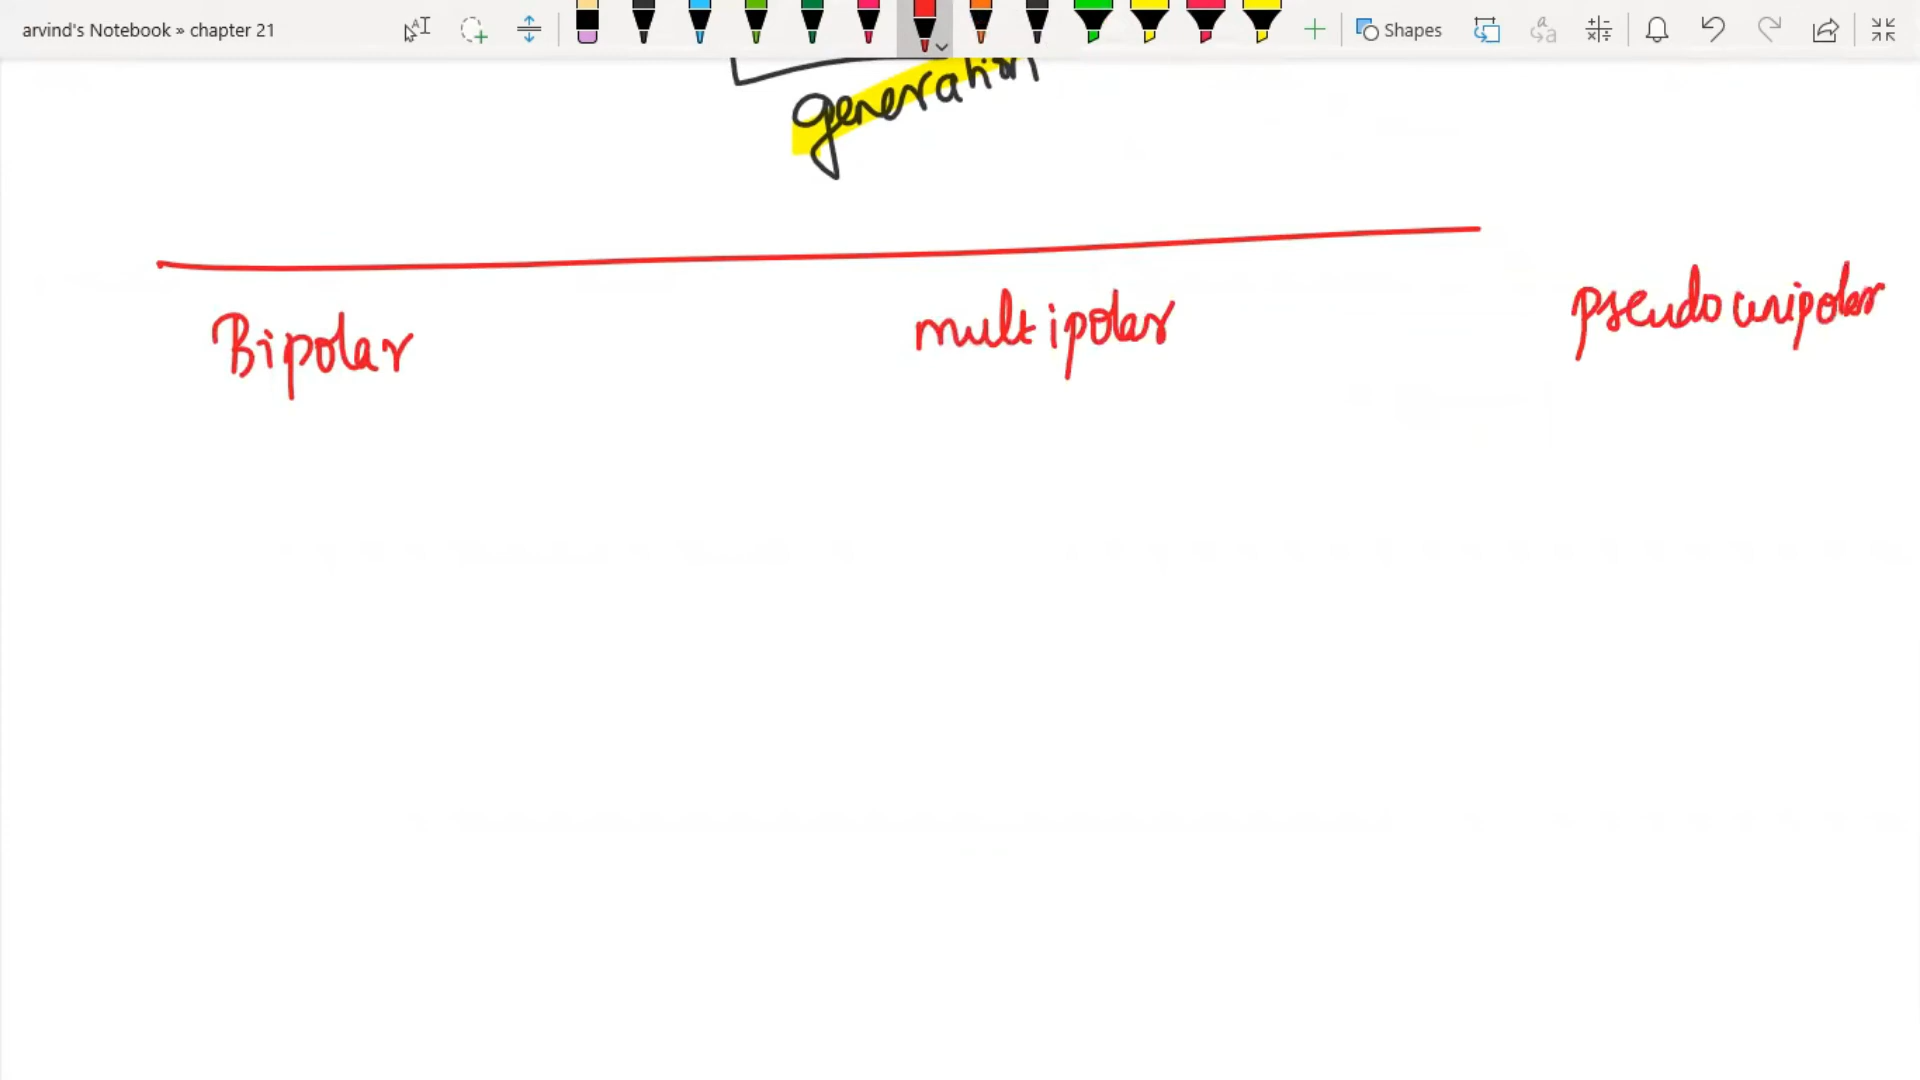 arvind's Notebook » chapter 21
Shapes
generation
Bipolar multipolar pseudounipolar